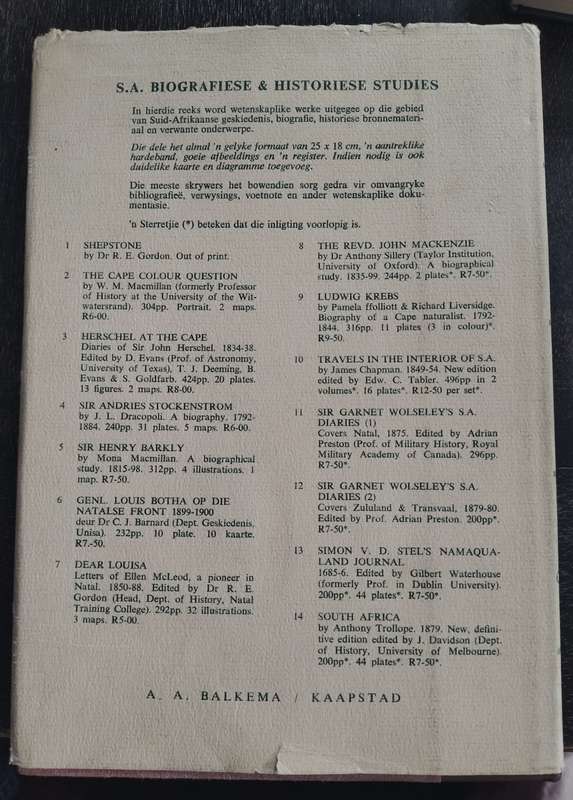 S.A. BIOGRAFIESE & HISTORIESE STUDIES
In hierdie reeks word wetenskaplike werke uitgegee op die gebied
van Suid-Afrikaanse geskiedenis, biografie, historiese bronnemateri-
aal en verwante onderwerpe.
Die dele het almal 'n gelyke formaat van 25 x 18 cm, 'n aantreklike
hardeband, goeie afbeeldings en 'n register. Indien nodig is ook
duidelike kaarte en diagramme toegevoeg.
Die meeste skrywers het bowendien sorg gedra vir omvangryke
bibliografieë, verwysings, voetnote en ander wetenskaplike doku-
mentasie.
'n Sterretjie (*) beteken dat die inligting voorlopig is.
1 SHEPSTONE
by Dr R. E. Gordon. Out of print.
2 THE CAPE COLOUR QUESTION
by W. M. Macmillan (formerly Professor
of History at the University of the Wit-
watersrand). 304pp. Portrait. 2 maps.
R6-00.
3 HERSCHEL AT THE CAPE
Diaries of Sir John Herschel, 1834-38.
Edited by D. Evans (Prof. of Astronomy,
University of Texas), T. J. Deeming, B.
Evans & S. Goldfarb. 424pp. 20 plates.
13 figures. 2 maps. R8-00.
4 SIR ANDRIES STOCKENSTROM
by J. L. Dracopoli. A biography. 1792-
1884. 240pp. 31 plates. 5 maps. R6-00.
5 SIR HENRY BARKLY
by Mona Macmillan. A biographical
study. 1815-98. 312pp. 4 illustrations. 1
map. R7-50.
6 GENL. LOUIS BOTHA OP DIE
NATALSE FRONT 1899-1900
deur Dr C. J. Barnard (Dept. Geskiedenis,
Unisa). 232pp. 10 plate. 10 kaarte.
R7.-50.
7 DEAR LOUISA
Letters of Ellen McLeod, a pioneer in
Natal. 1850-88. Edited by Dr R. E.
Gordon (Head, Dept. of History, Natal
Training College). 292pp. 32 illustrations.
3 maps. R5-00.
8 THE REVD. JOHN MACKENZIE
by Dr Anthony Sillery (Taylor Institution,
University of Oxford). A biographical
study. 1835-99. 244pp. 2 plates*. R7-50*.
9 LUDWIG KREBS
by Pamela ffolliott & Richard Liversidge.
Biography of a Cape naturalist. 1792-
1844. 316pp. 11 plates (3 in colour)*.
R9-50.
10 TRAVELS IN THE INTERIOR OF S.A.
by James Chapman. 1849-54. New edition
edited by Edw. C. Tabler. 496pp in 2
volumes*. 16 plates*. R12-50 per set*.
11 SIR GARNET WOLSELEY'S S.A.
DIARIES (1)
Covers Natal, 1875. Edited by Adrian
Preston (Prof. of Military History, Royal
Military Academy of Canada). 296pp.
R7-50*.
12 SIR GARNET WOLSELEY'S S.A.
DIARIES (2)
Covers Zululand & Transvaal, 1879-80.
Edited by Prof. Adrian Preston. 200pp*.
R7-50*.
13 SIMON V. D. STEL'S NAMAQUA-
LAND JOURNAL
1685-6. Edited by Gilbert Waterhouse
(formerly Prof. in Dublin University).
200pp*. 44 plates*. R7-50*.
14 SOUTH AFRICA
by Anthony Trollope. 1879. New, defini-
tive edition edited by J. Davidson (Dept.
of History, University of Melbourne).
200pp*. 44 plates*. R7-50*.
A. A. BALKEMA / KAAPSTAD